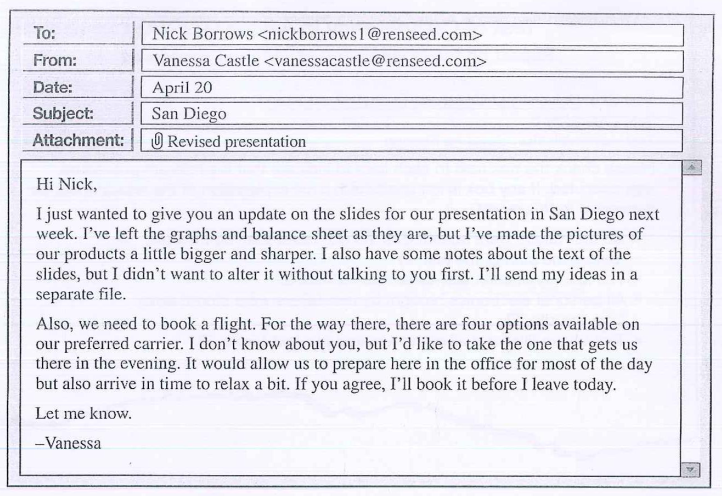 To: Nick Borrows <nickborrows1@renseed.com>
From: Vanessa Castle <vanessacastle@renseed.com>
Date: April 20
Subject: San Diego
Attachment: Revised presentation
Hi Nick,
I just wanted to give you an update on the slides for our presentation in San Diego next
week. I've left the graphs and balance sheet as they are, but I've made the pictures of
our products a little bigger and sharper. I also have some notes about the text of the
slides, but I didn't want to alter it without talking to you first. I'll send my ideas in a
separate file.
Also, we need to book a flight. For the way there, there are four options available on
our preferred carrier. I don't know about you, but I'd like to take the one that gets us
there in the evening. It would allow us to prepare here in the office for most of the day
but also arrive in time to relax a bit. If you agree, I'll book it before I leave today.
Let me know.
–Vanessa